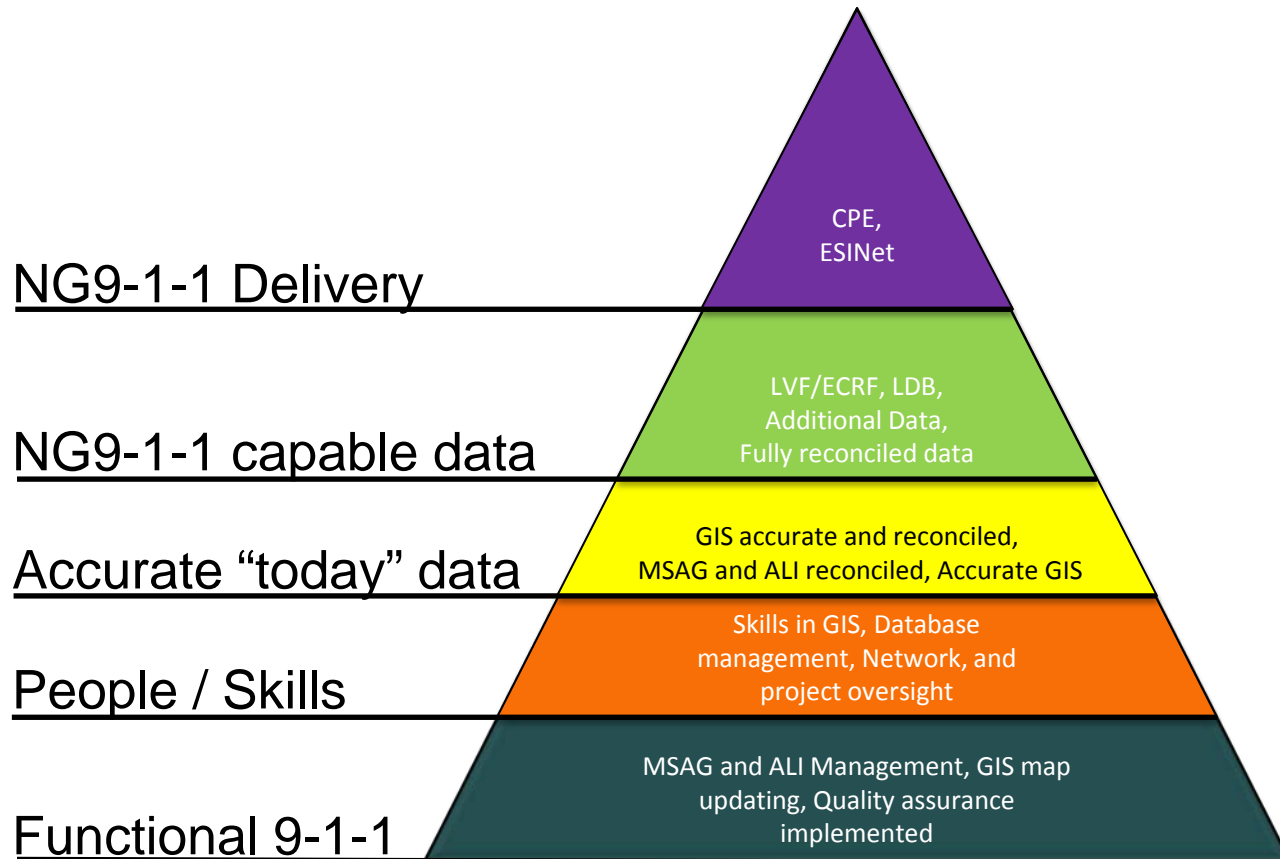 CPE,
ESINet
NG9-1-1 Delivery
LVF/ECRF, LDB,
Additional Data,
Fully reconciled data
NG9-1-1 capable data
GIS accurate and reconciled,
MSAG and ALI reconciled, Accurate GIS
Accurate “today” data
Skills in GIS, Database
management, Network, and
project oversight
People / Skills
MSAG and ALI Management, GIS map
updating, Quality assurance
implemented
Functional 9-1-1